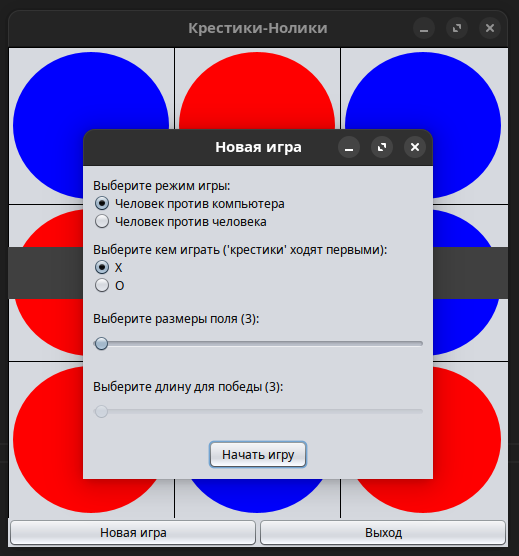 Крестики-Нолики
Новая игра
Выберите режим игры:
Человек против компьютера
Человек против человека
Выберите кем играть ('крестики' ходят первыми):
X
O
Выберите размеры поля (3):
Выберите длину для победы (3):
Начать игру
Новая игра
Выход